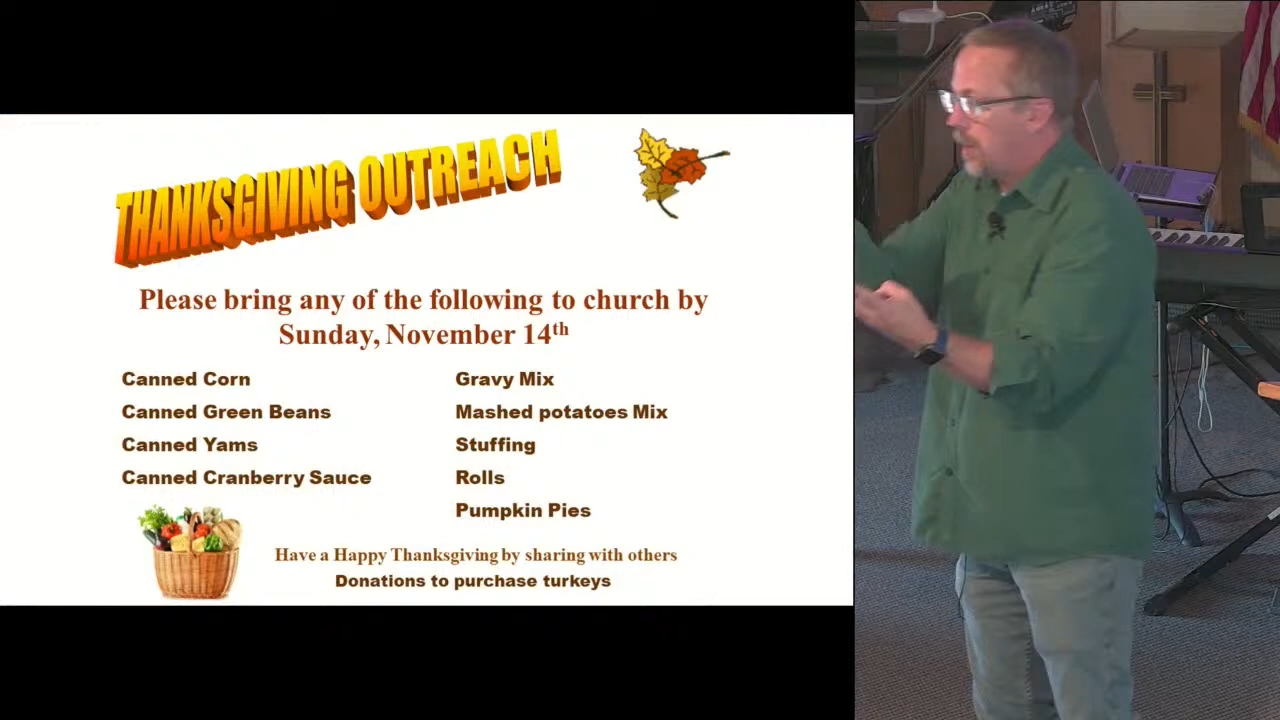 THANKSGIVING OUTREACH
Please bring any of the following to church by
Sunday, November 14th
Canned Corn
Canned Green Beans
Canned Yams
Canned Cranberry Sauce
Gravy Mix
Mashed potatoes Mix
Stuffing
Rolls
Pumpkin Pies
Have a Happy Thanksgiving by sharing with others
Donations to purchase turkeys